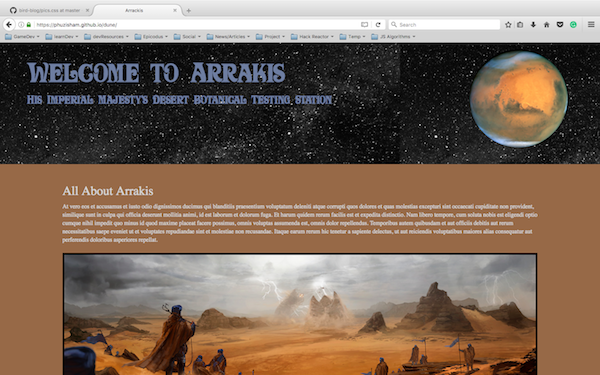 bird-blog/pics.css at master
Arrakis
https://phuzisham.github.io/dune/
Search
GameDev learnDev devResources Epicodus Social News/Articles Project Hack Reactor Temp JS Algorithms
Welcome to Arrakis
His Imperial Majesty's Desert Botanical Testing Station
All About Arrakis
At vero eos et accusamus et iusto odio dignissimos ducimus qui blanditiis praesentium voluptatum deleniti atque corrupti quos dolores et quas molestias excepturi sint occaecati cupiditate non provident,
similique sunt in culpa qui officia deserunt mollitia animi, id est laborum et dolorum fuga. Et harum quidem rerum facilis est et expedita distinctio. Nam libero tempore, cum soluta nobis est eligendi optio
cumque nihil impedit quo minus id quod maxime placeat facere possimus, omnis voluptas assumenda est, omnis dolor repellendus. Temporibus autem quibusdam et aut officiis debitis aut rerum
necessitatibus saepe eveniet ut et voluptates repudiandae sint et molestiae non recusandae. Itaque earum rerum hic tenetur a sapiente delectus, ut aut reiciendis voluptatibus maiores alias consequatur aut
perferendis doloribus asperiores repellat.